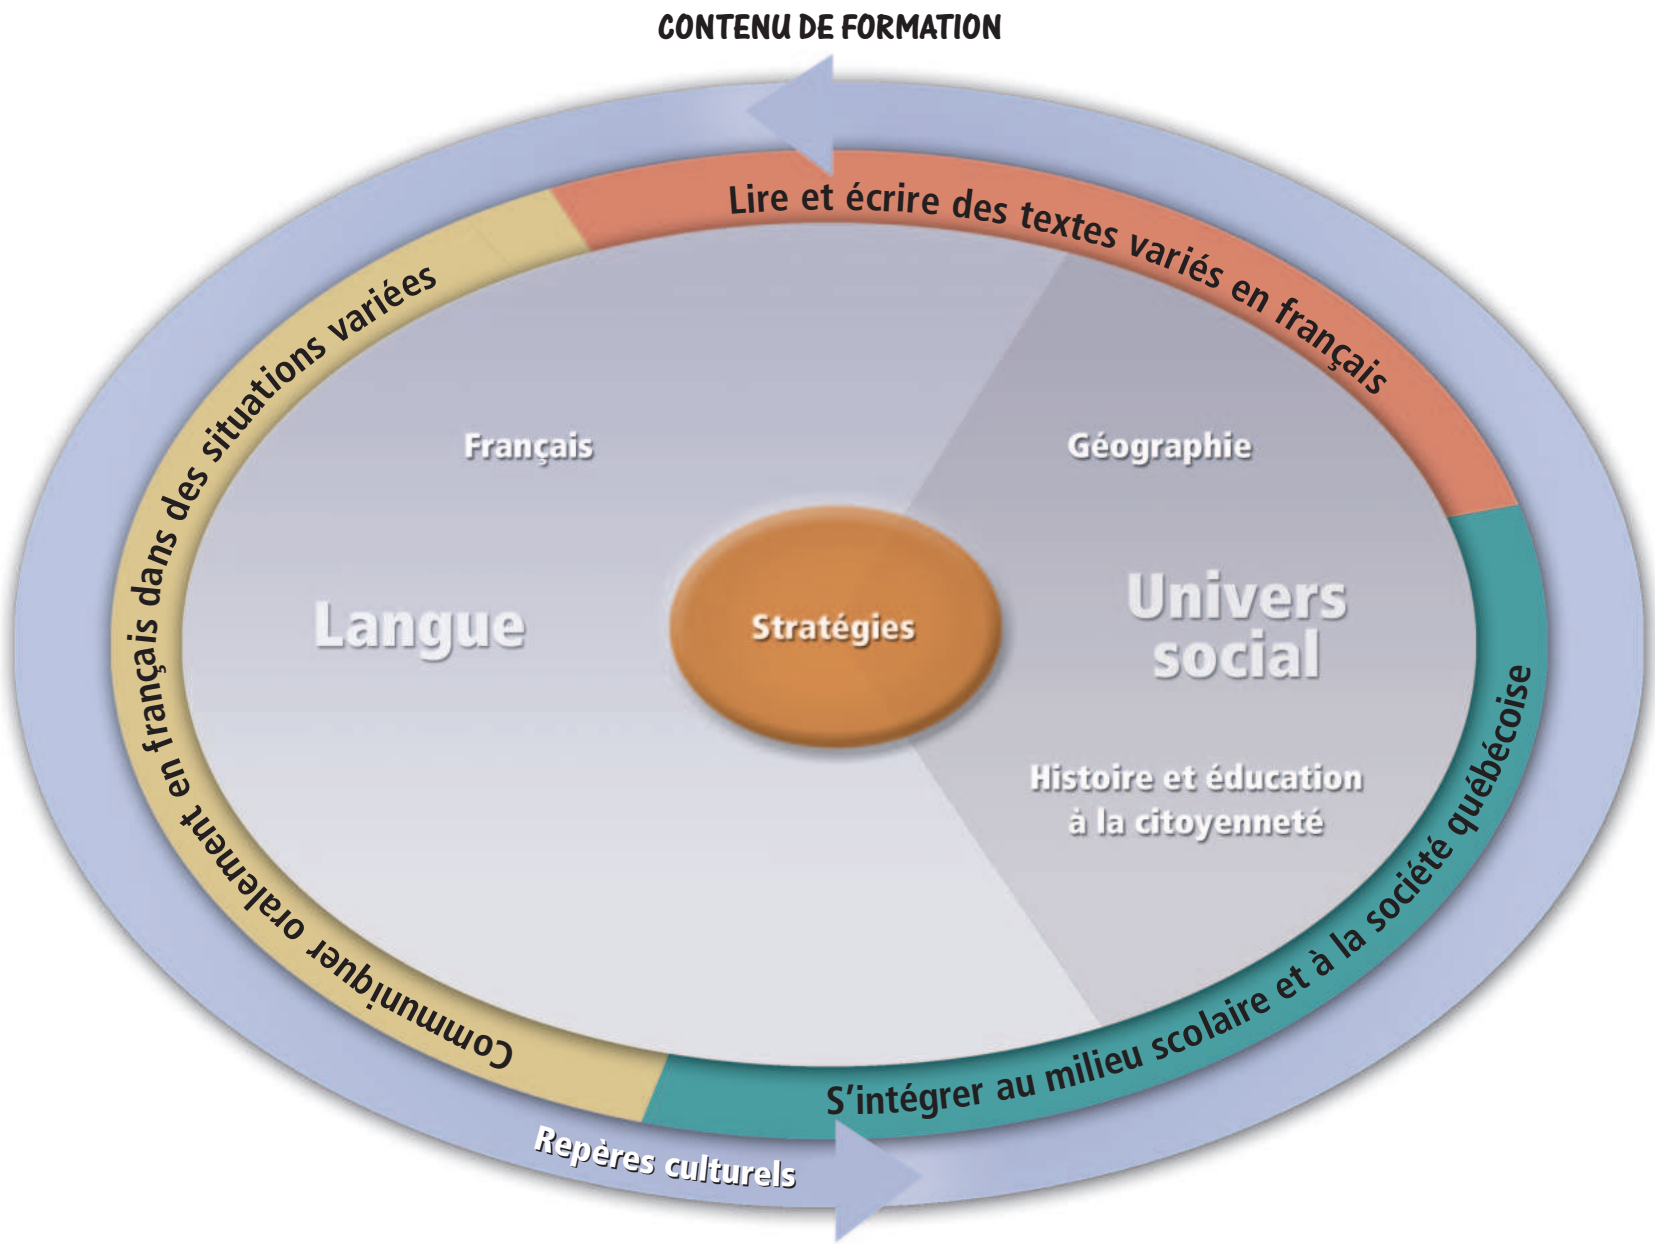 CONTENU DE FORMATION
Lire et écrire des textes variés en français
Communiquer oralement en français dans des situations variées
Français
Géographie
Langue
Stratégies
Univers
social
Histoire et éducation
à la citoyenneté
S'intégrer au milieu scolaire et à la société québécoise
Repères culturels